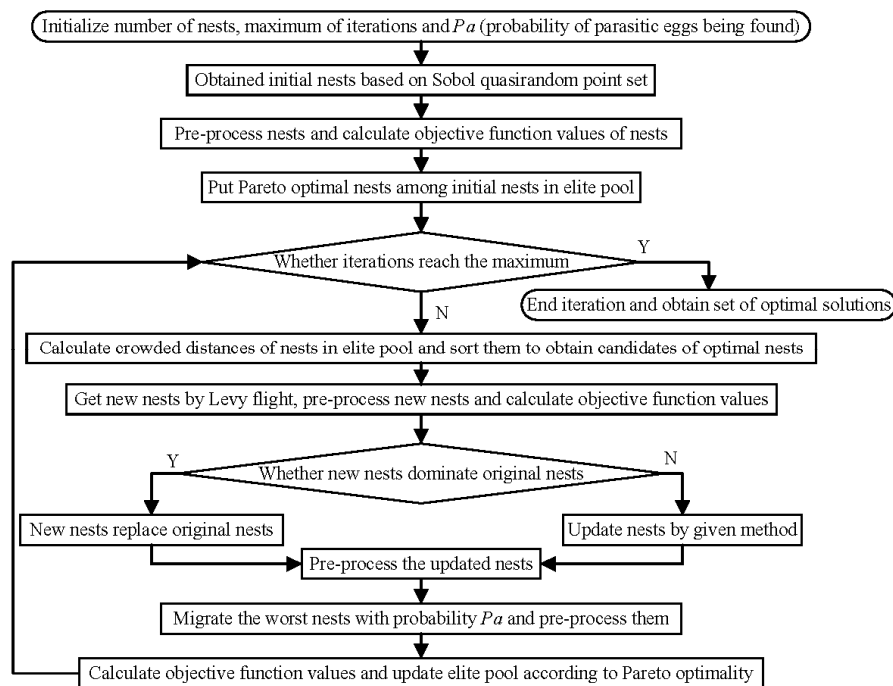 Initialize number of nests, maximum of iterations and Pa (probability of parasitic eggs being found)
Obtained initial nests based on Sobol quasirandom point set
Pre-process nests and calculate objective function values of nests
Put Pareto optimal nests among initial nests in elite pool
Whether iterations reach the maximum
Y
End iteration and obtain set of optimal solutions
N
Calculate crowded distances of nests in elite pool and sort them to obtain candidates of optimal nests
Get new nests by Levy flight, pre-process new nests and calculate objective function values
Whether new nests dominate original nests
Y
N
New nests replace original nests
Update nests by given method
Pre-process the updated nests
Migrate the worst nests with probability Pa and pre-process them
Calculate objective function values and update elite pool according to Pareto optimality